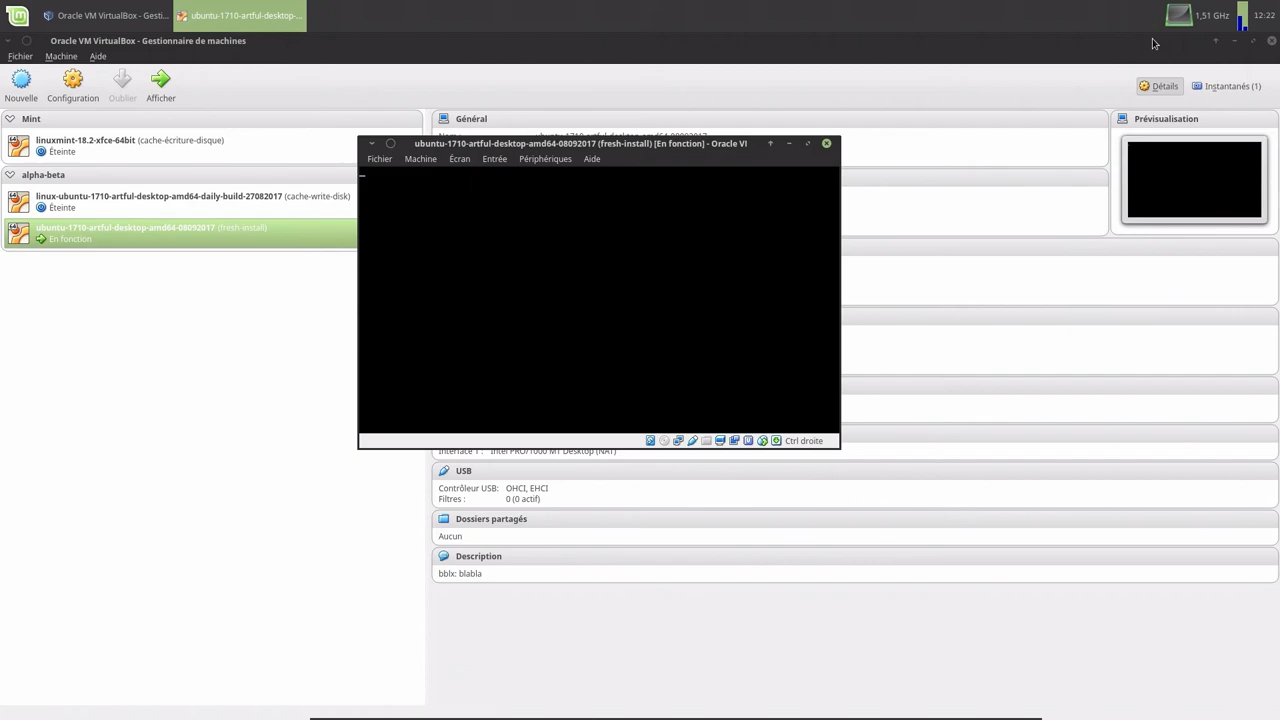 Oracle VM VirtualBox - Gesti...
ubuntu-1710-artful-desktop-...
1,51 GHz
12:22
Oracle VM VirtualBox - Gestionnaire de machines
Fichier Machine Aide
Nouvelle Configuration Oublier Afficher
Détails Instantanés (1)
Mint
linuxmint-18.2-xfce-64bit (cache-écriture-disque)
Éteinte
alpha-beta
linux-ubuntu-1710-artful-desktop-amd64-daily-build-27082017 (cache-write-disk)
Éteinte
ubuntu-1710-artful-desktop-amd64-08092017 (fresh-install)
En fonction
Général
Prévisualisation
ubuntu-1710-artful-desktop-amd64-08092017 (fresh-install) [En fonction] - Oracle VI
Fichier Machine Écran Entrée Périphériques Aide
Ctrl droite
Interface 1 : Intel PRO/1000 MT Desktop (NAT)
USB
Contrôleur USB: OHCI, EHCI
Filtres : 0 (0 actif)
Dossiers partagés
Aucun
Description
bblx: blabla